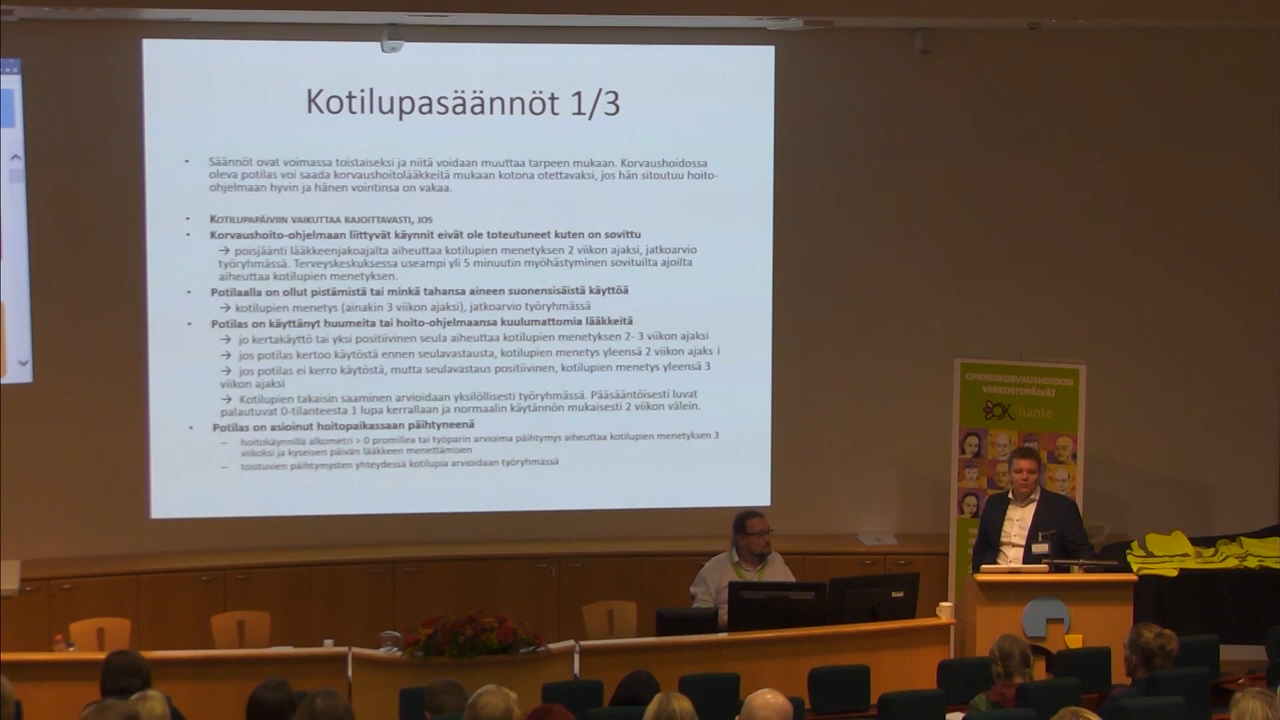 Kotilupasäännöt 1/3
• Säännöt ovat voimassa toistaiseksi ja niitä voidaan muuttaa tarpeen mukaan. Korvaushoidossa
oleva potilas voi saada korvaushoitolääkkeitä mukaan kotona otettavaksi, jos hän sitoutuu hoito-
ohjelmaan hyvin ja hänen vointinsa on vakaa.
• KOTILUPAPÄIVIIN VAIKUTTAA RAJOITTAVASTI, JOS
• Korvaushoito-ohjelmaan liittyvät käynnit eivät ole toteutuneet kuten on sovittu
→ poisjäänti lääkkeenjakoajalta aiheuttaa kotilupien menetyksen 2 viikon ajaksi, jatkoarvio
työryhmässä. Terveyskeskuksessa useampi yli 5 minuutin myöhästyminen sovituilta ajoilta
aiheuttaa kotilupien menetyksen.
• Potilaalla on ollut pistämistä tai minkä tahansa aineen suonensisäistä käyttöä
→ kotilupien menetys (ainakin 3 viikon ajaksi), jatkoarvio työryhmässä
• Potilas on käyttänyt huumeita tai hoito-ohjelmaansa kuulumattomia lääkkeitä
→ jo kertakäyttö tai yksi positiivinen seula aiheuttaa kotilupien menetyksen 2- 3 viikon ajaksi
→ jos potilas kertoo käytöstä ennen seulavastausta, kotilupien menetys yleensä 2 viikon ajaks i
→ jos potilas ei kerro käytöstä, mutta seulavastaus positiivinen, kotilupien menetys yleensä 3
viikon ajaksi
→ Kotilupien takaisin saaminen arvioidaan yksilöllisesti työryhmässä. Pääsääntöisesti luvat
palautuvat 0-tilanteesta 1 lupa kerrallaan ja normaalin käytännön mukaisesti 2 viikon välein.
• Potilas on asioinut hoitopaikassaan päihtyneenä
– hoitokäynnillä alkometri > 0 promillea tai työparin arvioima päihtymys aiheuttaa kotilupien menetyksen 3
viikoksi ja kyseisen päivän lääkkeen menettämisen
– toistuvien päihtymysten yhteydessä kotilupia arvioidaan työryhmässä
OPIOIDIKORVAUSHOIDON
VERKOSTOPÄIVÄT
OK-hanke